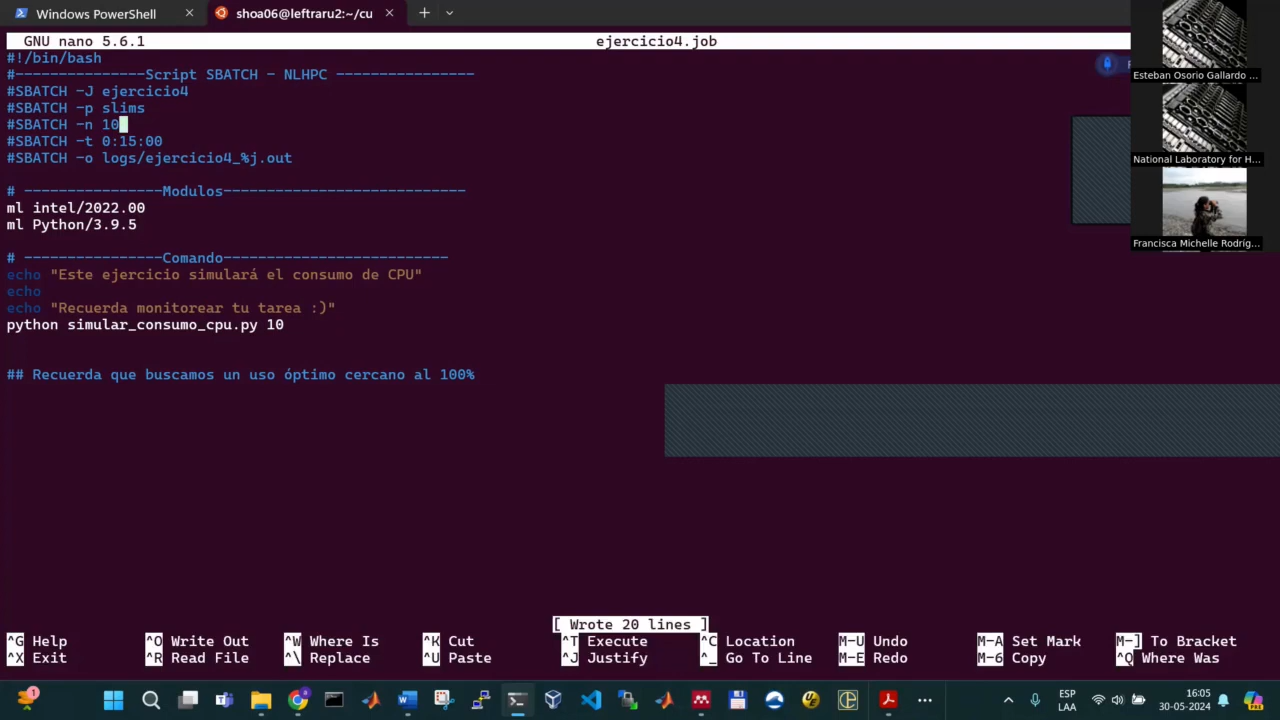 Windows PowerShell
shoa06@leftraru2:~/cu
GNU nano 5.6.1
ejercicio4.job
#!/bin/bash
#---------------Script SBATCH - NLHPC ----------------
#SBATCH -J ejercicio4
#SBATCH -p slims
#SBATCH -n 10
#SBATCH -t 0:15:00
#SBATCH -o logs/ejercicio4_%j.out
# ----------------Modulos----------------------------
ml intel/2022.00
ml Python/3.9.5
# ----------------Comando--------------------------
echo "Este ejercicio simulará el consumo de CPU"
echo
echo "Recuerda monitorear tu tarea :)"
python simular_consumo_cpu.py 10
## Recuerda que buscamos un uso óptimo cercano al 100%
Esteban Osorio Gallardo ...
National Laboratory for H...
Francisca Michelle Rodríg...
[ Wrote 20 lines ]
^G Help ^O Write Out ^W Where Is ^K Cut ^T Execute ^C Location M-U Undo M-A Set Mark M-] To Bracket
^X Exit ^R Read File ^\ Replace ^U Paste ^J Justify ^_ Go To Line M-E Redo M-6 Copy ^Q Where Was
ESP
LAA
16:05
30-05-2024